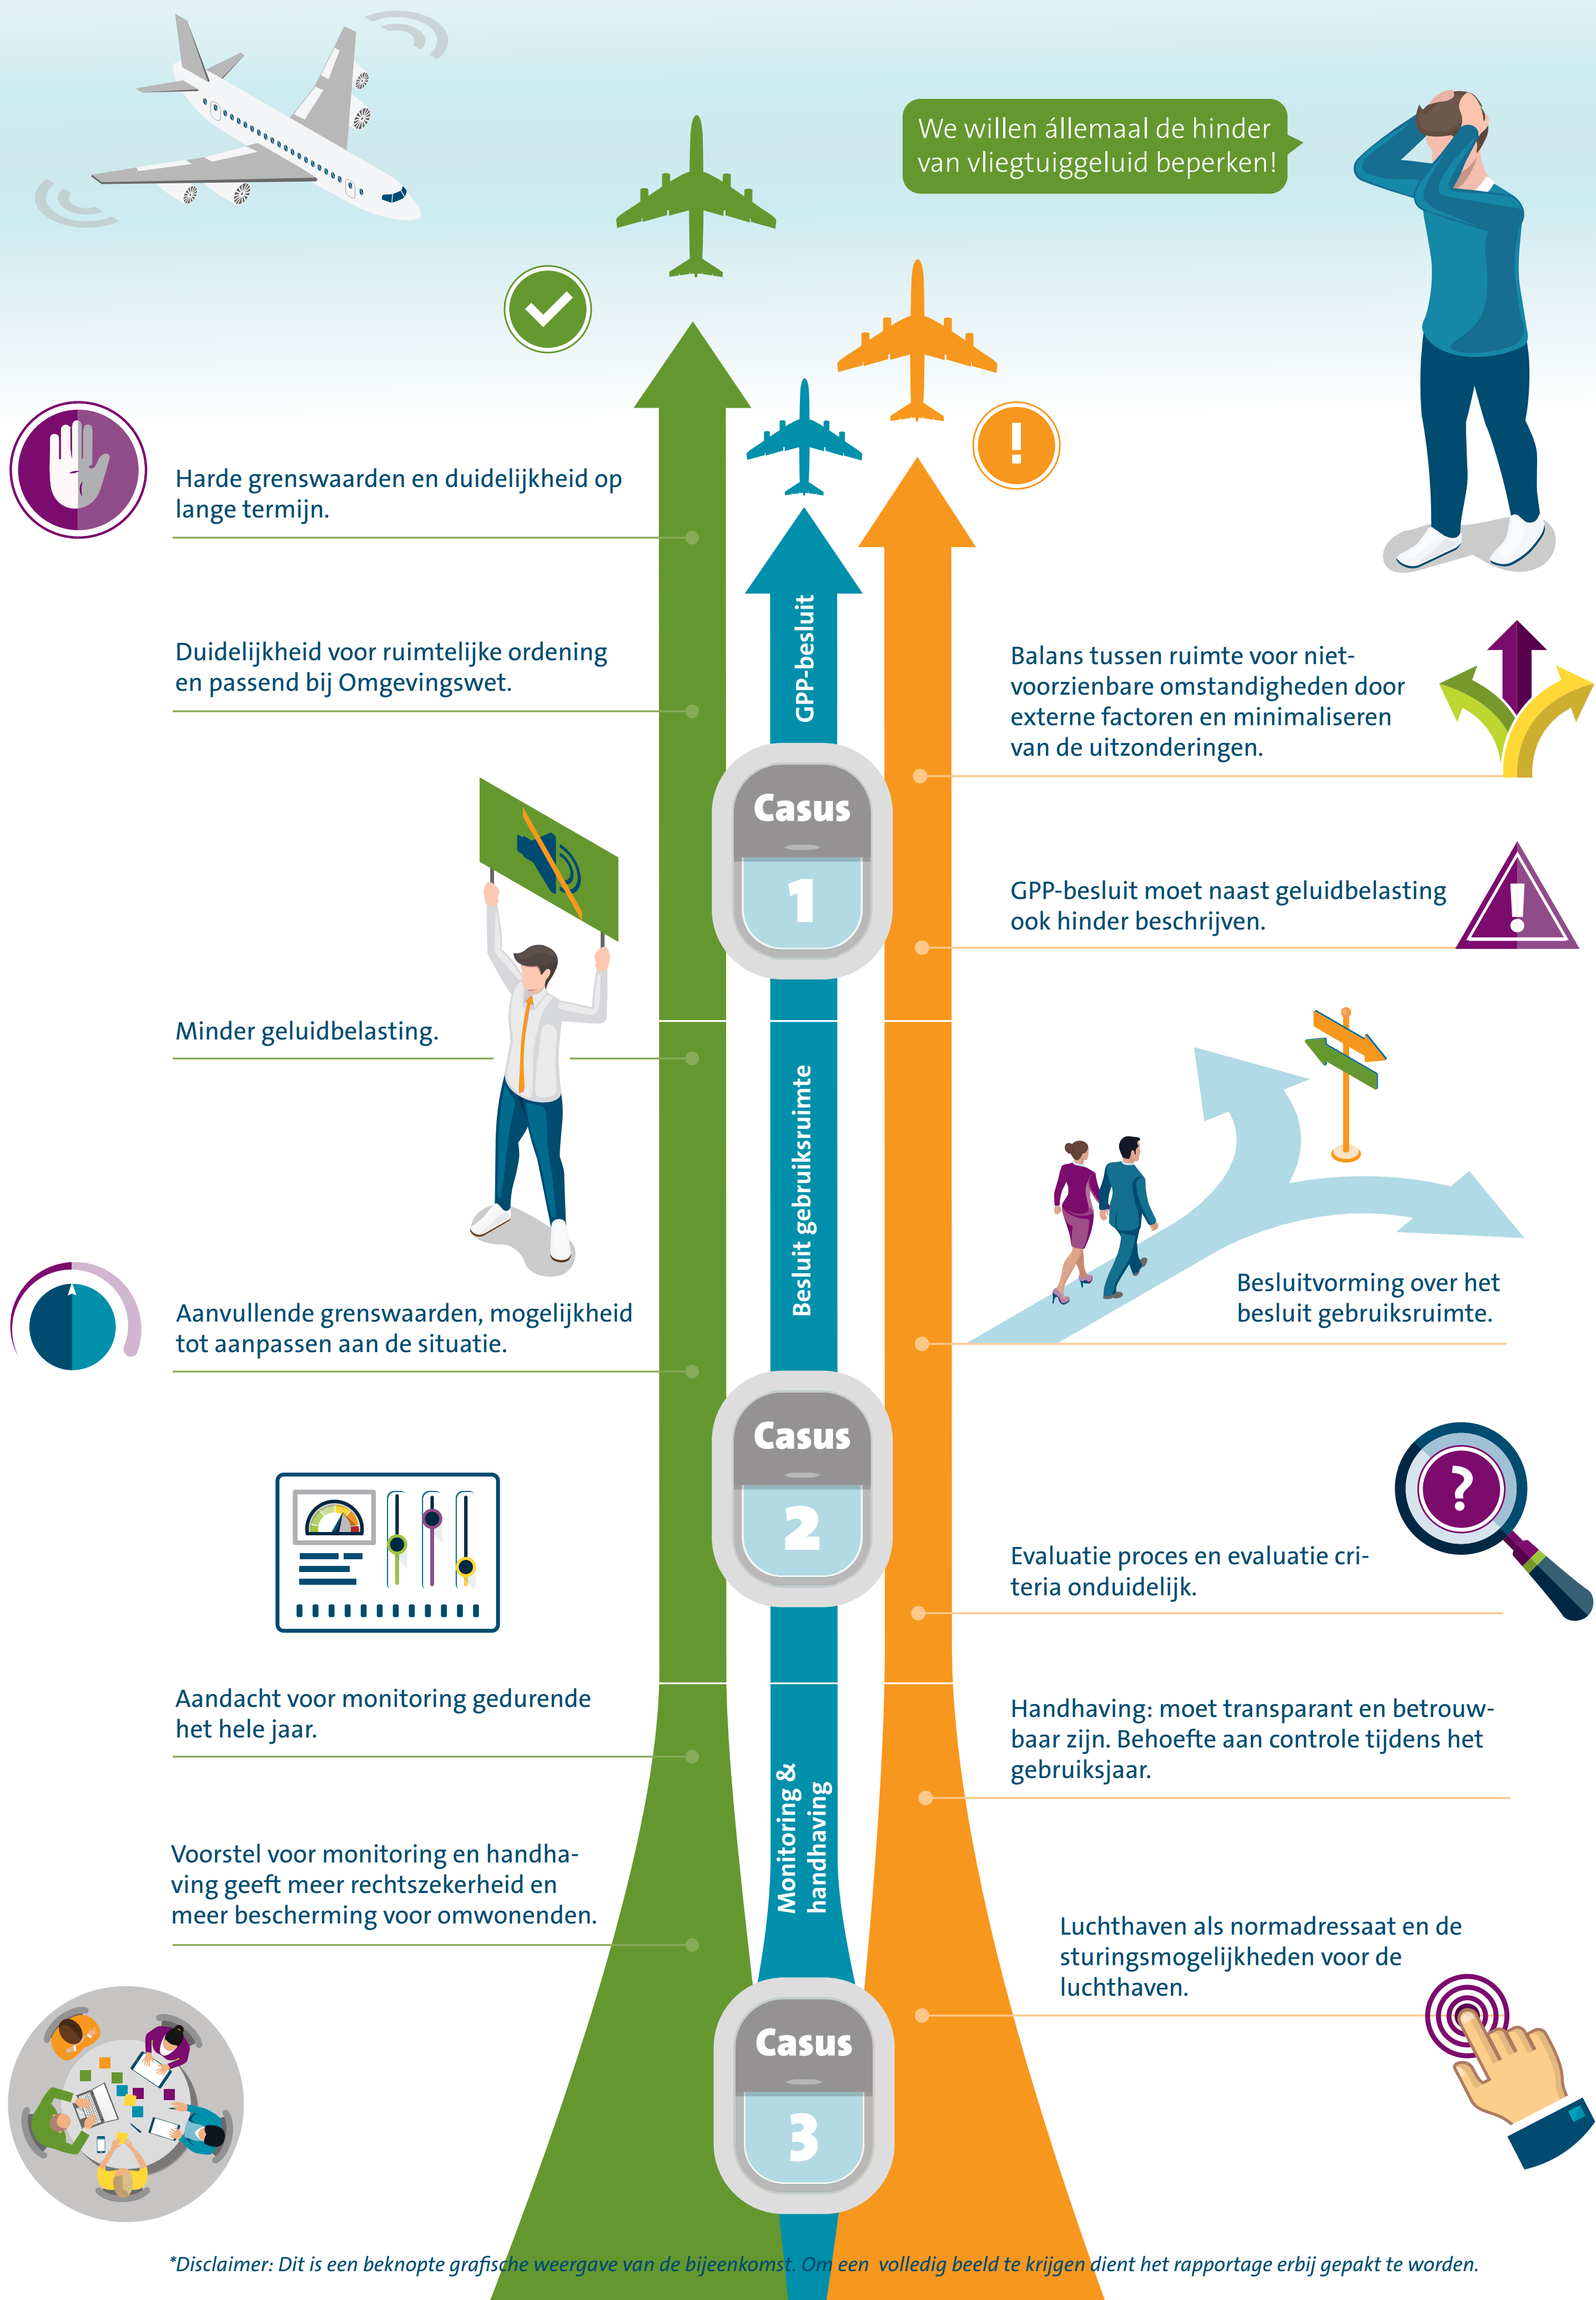 We willen állemaal de hinder
van vliegtuiggeluid beperken!
Harde grenswaarden en duidelijkheid op
lange termijn.
Duidelijkheid voor ruimtelijke ordening
en passend bij Omgevingswet.
GPP-besluit
Balans tussen ruimte voor niet-
voorzienbare omstandigheden door
externe factoren en minimaliseren
van de uitzonderingen.
Casus
1
GPP-besluit moet naast geluidbelasting
ook hinder beschrijven.
Minder geluidbelasting.
Besluit gebruiksruimte
Besluitvorming over het
besluit gebruiksruimte.
Aanvullende grenswaarden, mogelijkheid
tot aanpassen aan de situatie.
Casus
2
?
Evaluatie proces en evaluatie cri-
teria onduidelijk.
Aandacht voor monitoring gedurende
het hele jaar.
Handhaving: moet transparant en betrouw-
baar zijn. Behoefte aan controle tijdens het
gebruiksjaar.
Monitoring &
handhaving
Voorstel voor monitoring en handha-
ving geeft meer rechtszekerheid en
meer bescherming voor omwonenden.
Luchthaven als normadressaat en de
sturingsmogelijkheden voor de
luchthaven.
Casus
3
*Disclaimer: Dit is een beknopte grafische weergave van de bijeenkomst. Om een  volledig beeld te krijgen dient het rapportage erbij gepakt te worden.